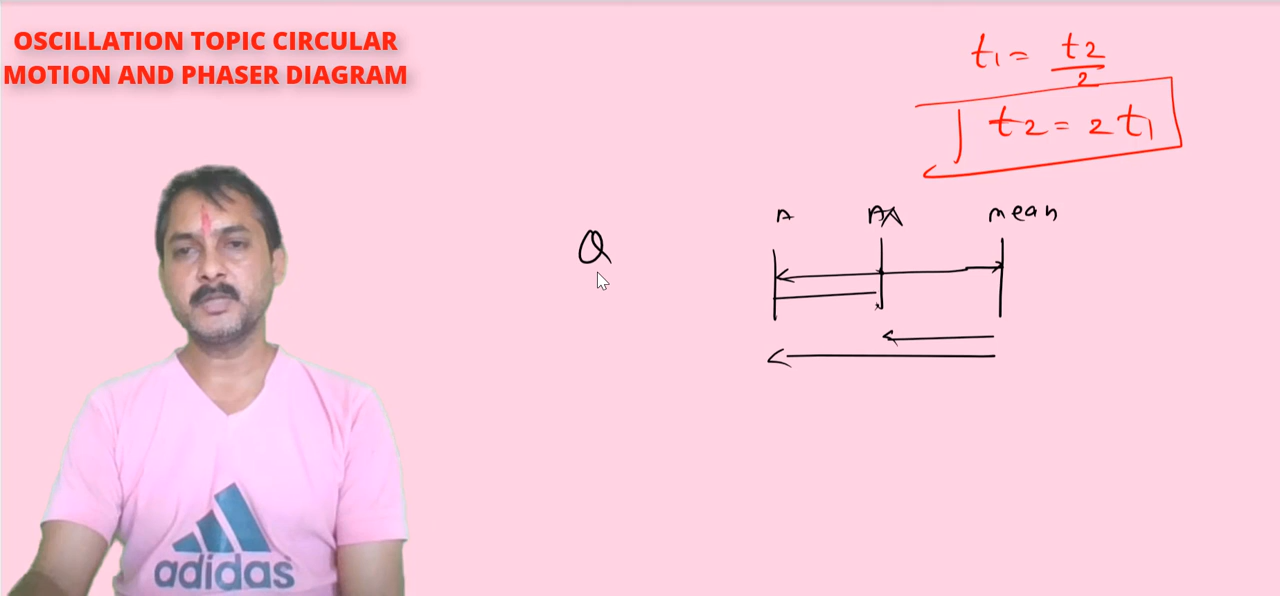 OSCILLATION TOPIC CIRCULAR
MOTION AND PHASER DIAGRAM
t1 = t2/2
t2 = 2t1
A
mean
Q
adidas